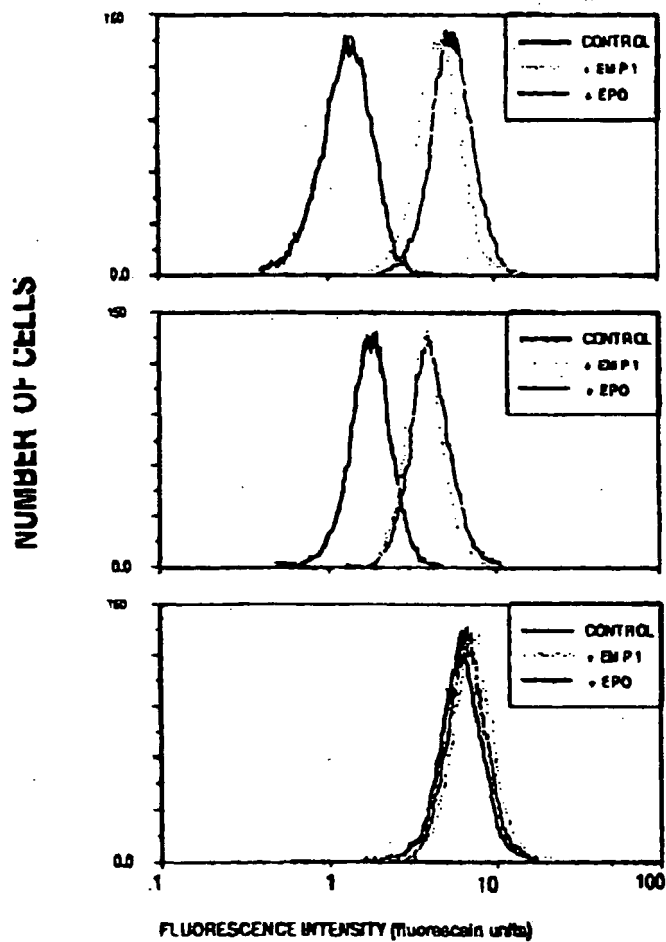 150
CONTROL
+ EMP1
+ EPO
0.0
NUMBER OF CELLS
150
CONTROL
+ EMP1
+ EPO
0.0
150
CONTROL
+ EMP1
+ EPO
0.0
.1 1 10 100
FLUORESCENCE INTENSITY (fluorescein units)